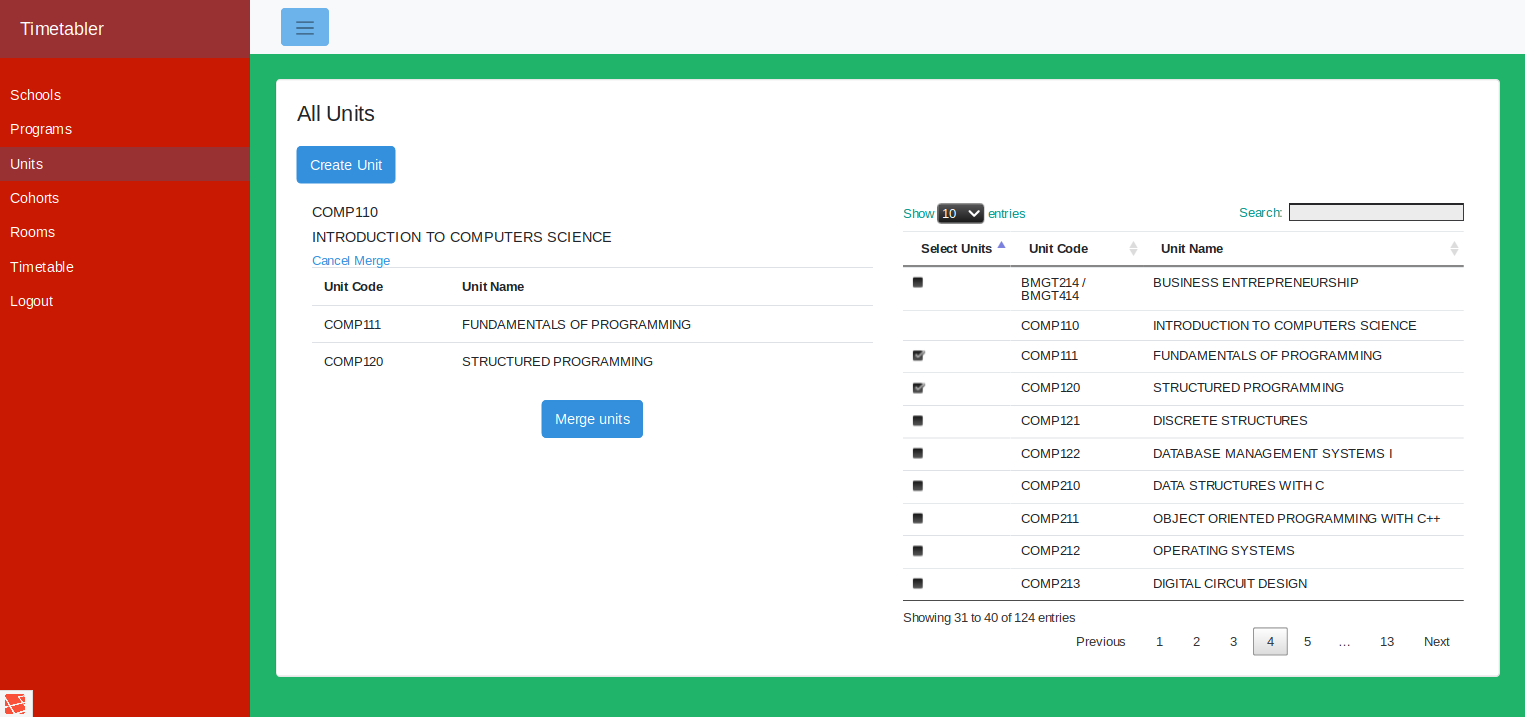 Timetabler
Schools
Programs
Units
Cohorts
Rooms
Timetable
Logout
All Units
Create Unit
COMP110
INTRODUCTION TO COMPUTERS SCIENCE
Cancel Merge
Unit Code Unit Name
COMP111 FUNDAMENTALS OF PROGRAMMING
COMP120 STRUCTURED PROGRAMMING
Merge units
Show 10 entries Search:
Select Units Unit Code Unit Name
BMGT214 / BUSINESS ENTREPRENEURSHIP
BMGT414
COMP110 INTRODUCTION TO COMPUTERS SCIENCE
COMP111 FUNDAMENTALS OF PROGRAMMING
COMP120 STRUCTURED PROGRAMMING
COMP121 DISCRETE STRUCTURES
COMP122 DATABASE MANAGEMENT SYSTEMS I
COMP210 DATA STRUCTURES WITH C
COMP211 OBJECT ORIENTED PROGRAMMING WITH C++
COMP212 OPERATING SYSTEMS
COMP213 DIGITAL CIRCUIT DESIGN
Showing 31 to 40 of 124 entries
Previous 1 2 3 4 5 … 13 Next